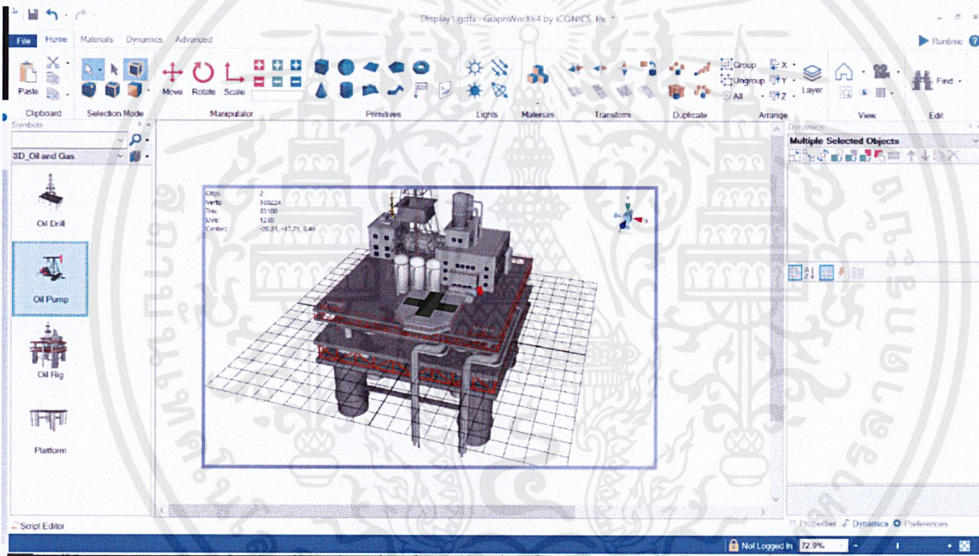 Display1.gdfx - GraphWorX64 by ICONICS, Inc.
File Home Materials Dynamics Advanced
Runtime
Paste
Move Rotate Scale
Group X
Ungroup Y
All Z
Layer
Find
Clipboard Selection Mode Manipulator Primitives Lights Materials Transform Duplicate Arrange View Edit
Symbols
3D_Oil and Gas
Oil Drill
Oil Pump
Oil Rig
Platform
Objs: 2
Verts: 100224
Tris: 35100
Center:
Dynamics
Multiple Selected Objects
Script Editor
Properties Dynamics Preferences
Not Logged In 72.9%